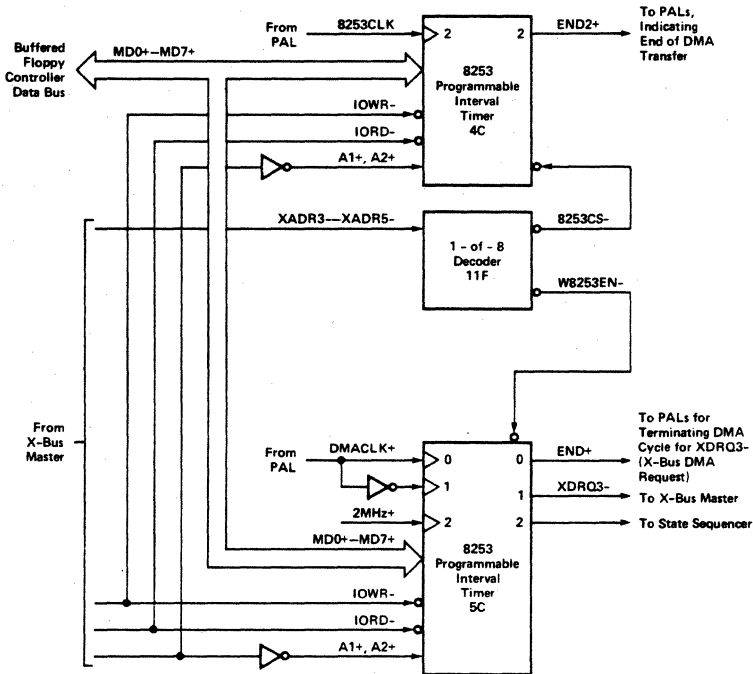 From
PAL
8253CLK
2
2
END2+
To PALs,
Indicating
End of DMA
Transfer
Buffered
Floppy
Controller
Data Bus
MD0+—MD7+
8253
Programmable
Interval
Timer
4C
IOWR-
IORD-
A1+, A2+
XADR3-—XADR5-
1 - of - 8
Decoder
11F
8253CS-
W8253EN-
From
X-Bus
Master
From
PAL
DMACLK+
0
0
END+
To PALs for
Terminating DMA
Cycle for XDRQ3-
(X-Bus DMA
Request)
1
1
XDRQ3-
To X-Bus Master
2MHz+
2
2
To State Sequencer
MD0+—MD7+
8253
Programmable
Interval
Timer
5C
IOWR-
IORD-
A1+, A2+